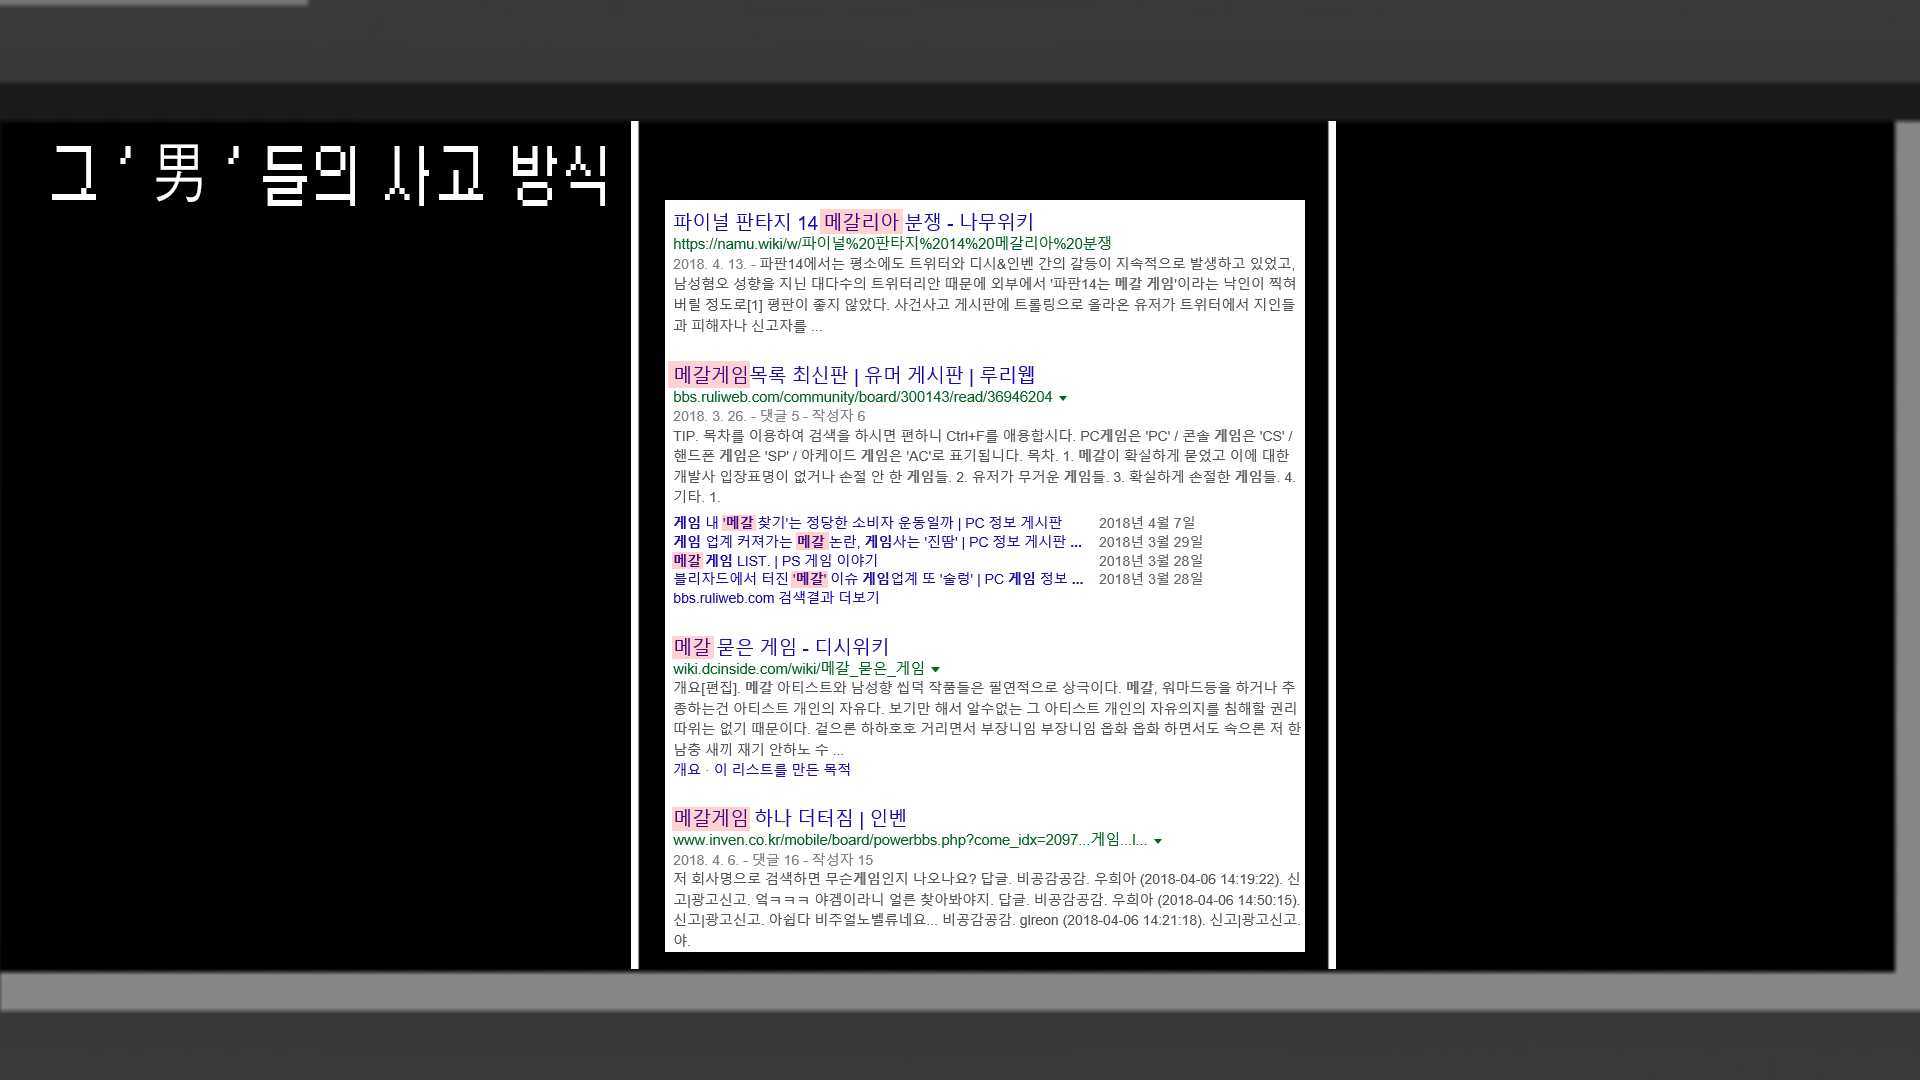 그 ' 男 ' 들의 사고 방식
파이널 판타지 14 메갈리아 분쟁 - 나무위키
https://namu.wiki/w/파이널%20판타지%2014%20메갈리아%20분쟁
2018. 4. 13. - 파판14에서는 평소에도 트위터와 디시&인벤 간의 갈등이 지속적으로 발생하고 있었고,
남성혐오 성향을 지닌 대다수의 트위터리안 때문에 외부에서 '파판14는 메갈 게임'이라는 낙인이 찍혀
버릴 정도로[1] 평판이 좋지 않았다. 사건사고 게시판에 트롤링으로 올라온 유저가 트위터에서 지인들
과 피해자나 신고자를 ...
메갈게임목록 최신판 | 유머 게시판 | 루리웹
bbs.ruliweb.com/community/board/300143/read/36946204
2018. 3. 26. - 댓글 5 - 작성자 6
TIP. 목차를 이용하여 검색을 하시면 편하니 Ctrl+F를 애용합시다. PC게임은 'PC' / 콘솔 게임은 'CS' /
핸드폰 게임은 'SP' / 아케이드 게임은 'AC'로 표기됩니다. 목차. 1. 메갈이 확실하게 묻었고 이에 대한
개발사 입장표명이 없거나 손절 안 한 게임들. 2. 유저가 무거운 게임들. 3. 확실하게 손절한 게임들. 4.
기타. 1.
게임 내 '메갈 찾기'는 정당한 소비자 운동일까 | PC 정보 게시판 2018년 4월 7일
게임 업계 커져가는 메갈 논란, 게임사는 '진땀' | PC 정보 게시판 ... 2018년 3월 29일
메갈 게임 LIST. | PS 게임 이야기 2018년 3월 28일
블리자드에서 터진 '메갈' 이슈 게임업계 또 '술렁' | PC 게임 정보 ... 2018년 3월 28일
bbs.ruliweb.com 검색결과 더보기
메갈 묻은 게임 - 디시위키
wiki.dcinside.com/wiki/메갈_묻은_게임
개요[편집]. 메갈 아티스트와 남성향 씹덕 작품들은 필연적으로 상극이다. 메갈, 워마드등을 하거나 추
종하는건 아티스트 개인의 자유다. 보기만 해서 알수없는 그 아티스트 개인의 자유의지를 침해할 권리
따위는 없기 때문이다. 겉으론 하하호호 거리면서 부장니임 부장니임 옵화 옵화 하면서도 속으론 저 한
남충 새끼 재기 안하노 수 ...
개요 · 이 리스트를 만든 목적
메갈게임 하나 더터짐 | 인벤
www.inven.co.kr/mobile/board/powerbbs.php?come_idx=2097...게임...l...
2018. 4. 6. - 댓글 16 - 작성자 15
저 회사명으로 검색하면 무슨게임인지 나오나요? 답글. 비공감공감. 우희아 (2018-04-06 14:19:22). 신
고|광고신고. 엌ㅋㅋㅋ 야겜이라니 얼른 찾아봐야지. 답글. 비공감공감. 우희아 (2018-04-06 14:50:15).
신고|광고신고. 아쉽다 비주얼노벨류네요... 비공감공감. glreon (2018-04-06 14:21:18). 신고|광고신고.
야.